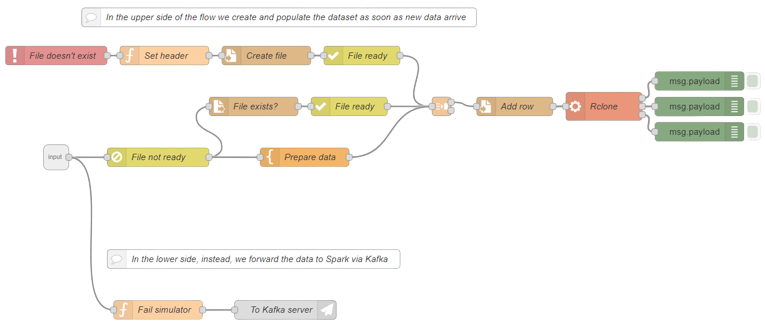 In the upper side of the flow we create and populate the dataset as soon as new data arrive
File doesn't exist
Set header
Create file
File ready
msg.payload
File exists?
File ready
Add row
Rclone
msg.payload
msg.payload
input
File not ready
Prepare data
In the lower side, instead, we forward the data to Spark via Kafka
Fail simulator
To Kafka server